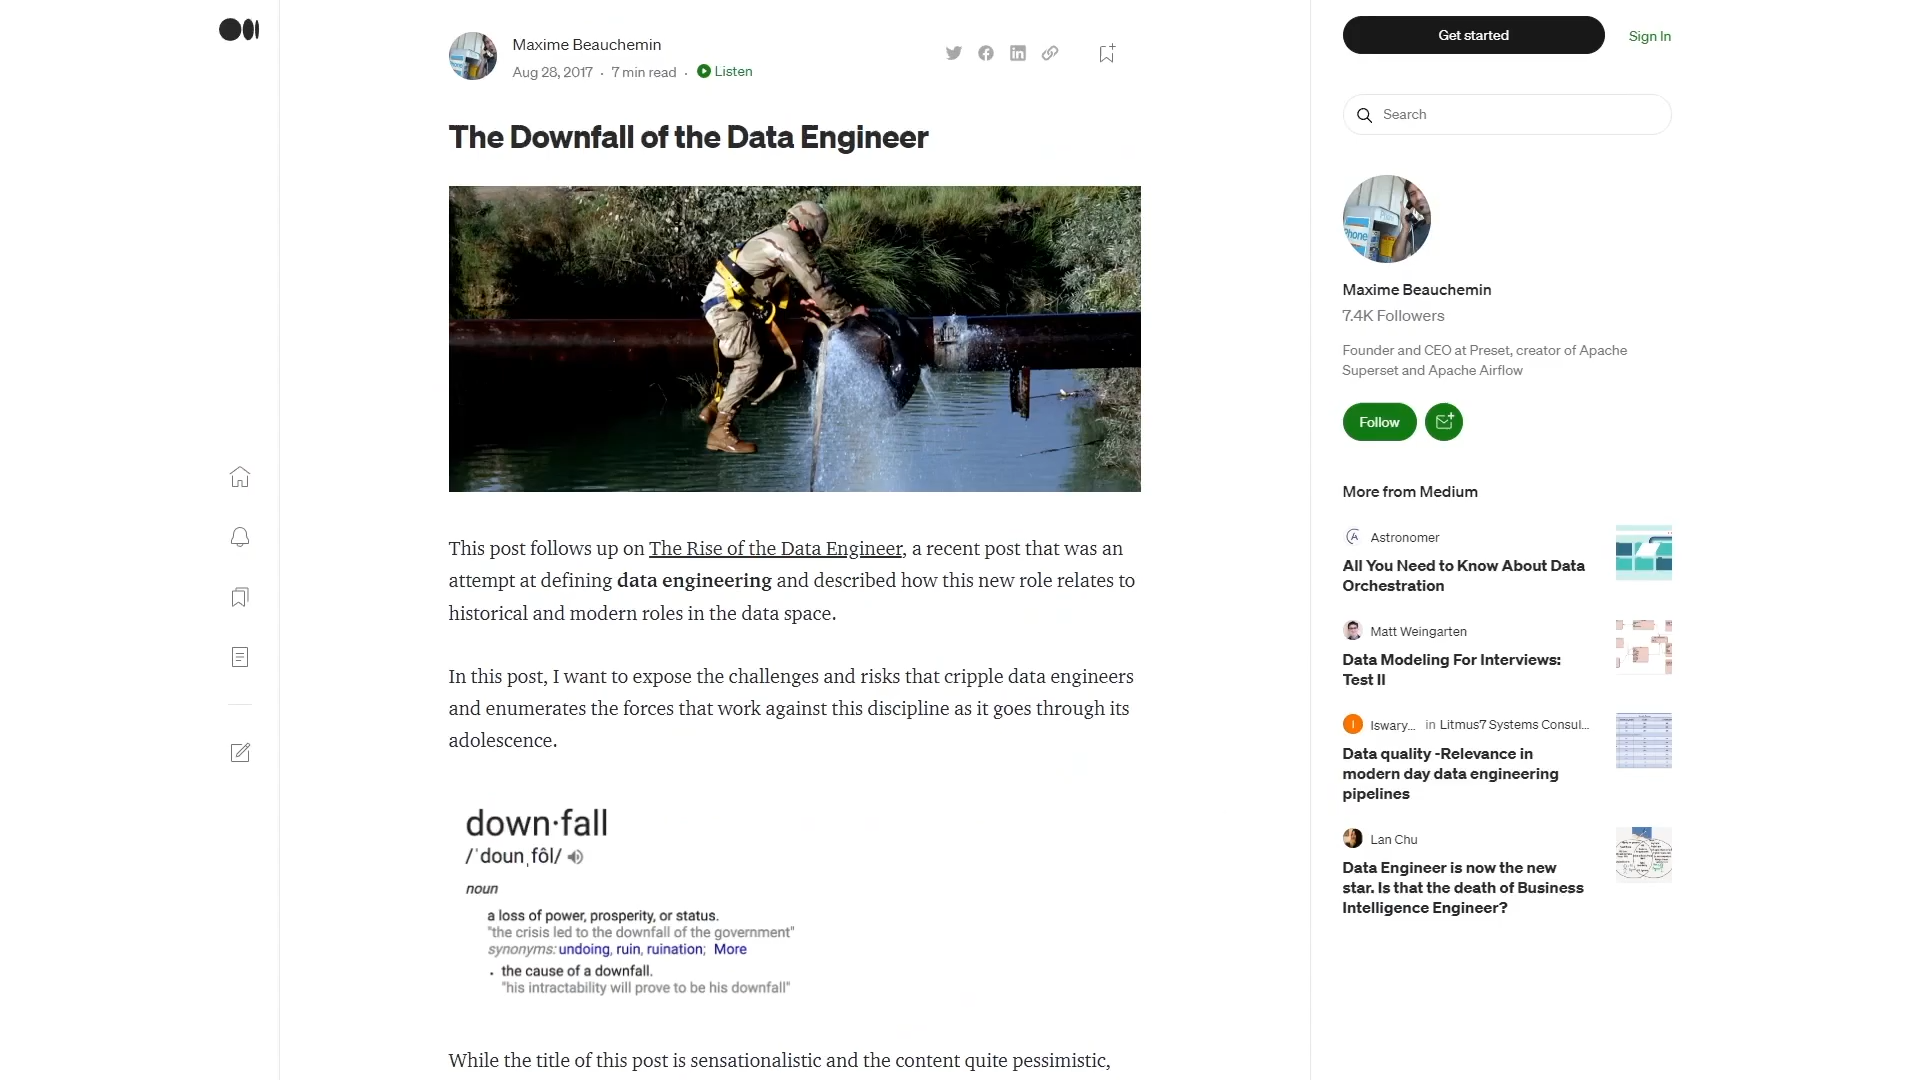 Maxime Beauchemin
Aug 28, 2017 · 7 min read · Listen
The Downfall of the Data Engineer
This post follows up on The Rise of the Data Engineer, a recent post that was an
attempt at defining data engineering and described how this new role relates to
historical and modern roles in the data space.
In this post, I want to expose the challenges and risks that cripple data engineers
and enumerates the forces that work against this discipline as it goes through its
adolescence.
down·fall
/ˈdounˌfôl/
noun
a loss of power, prosperity, or status.
"the crisis led to the downfall of the government"
synonyms: undoing, ruin, ruination; More
• the cause of a downfall.
"his intractability will prove to be his downfall"
While the title of this post is sensationalistic and the content quite pessimistic,
Get started
Sign In
Search
Phone
Maxime Beauchemin
7.4K Followers
Founder and CEO at Preset, creator of Apache
Superset and Apache Airflow
Follow
More from Medium
Astronomer
All You Need to Know About Data
Orchestration
Matt Weingarten
Data Modeling For Interviews:
Test II
I
Iswary... in Litmus7 Systems Consul...
Data quality -Relevance in
modern day data engineering
pipelines
Lan Chu
Data Engineer is now the new
star. Is that the death of Business
Intelligence Engineer?